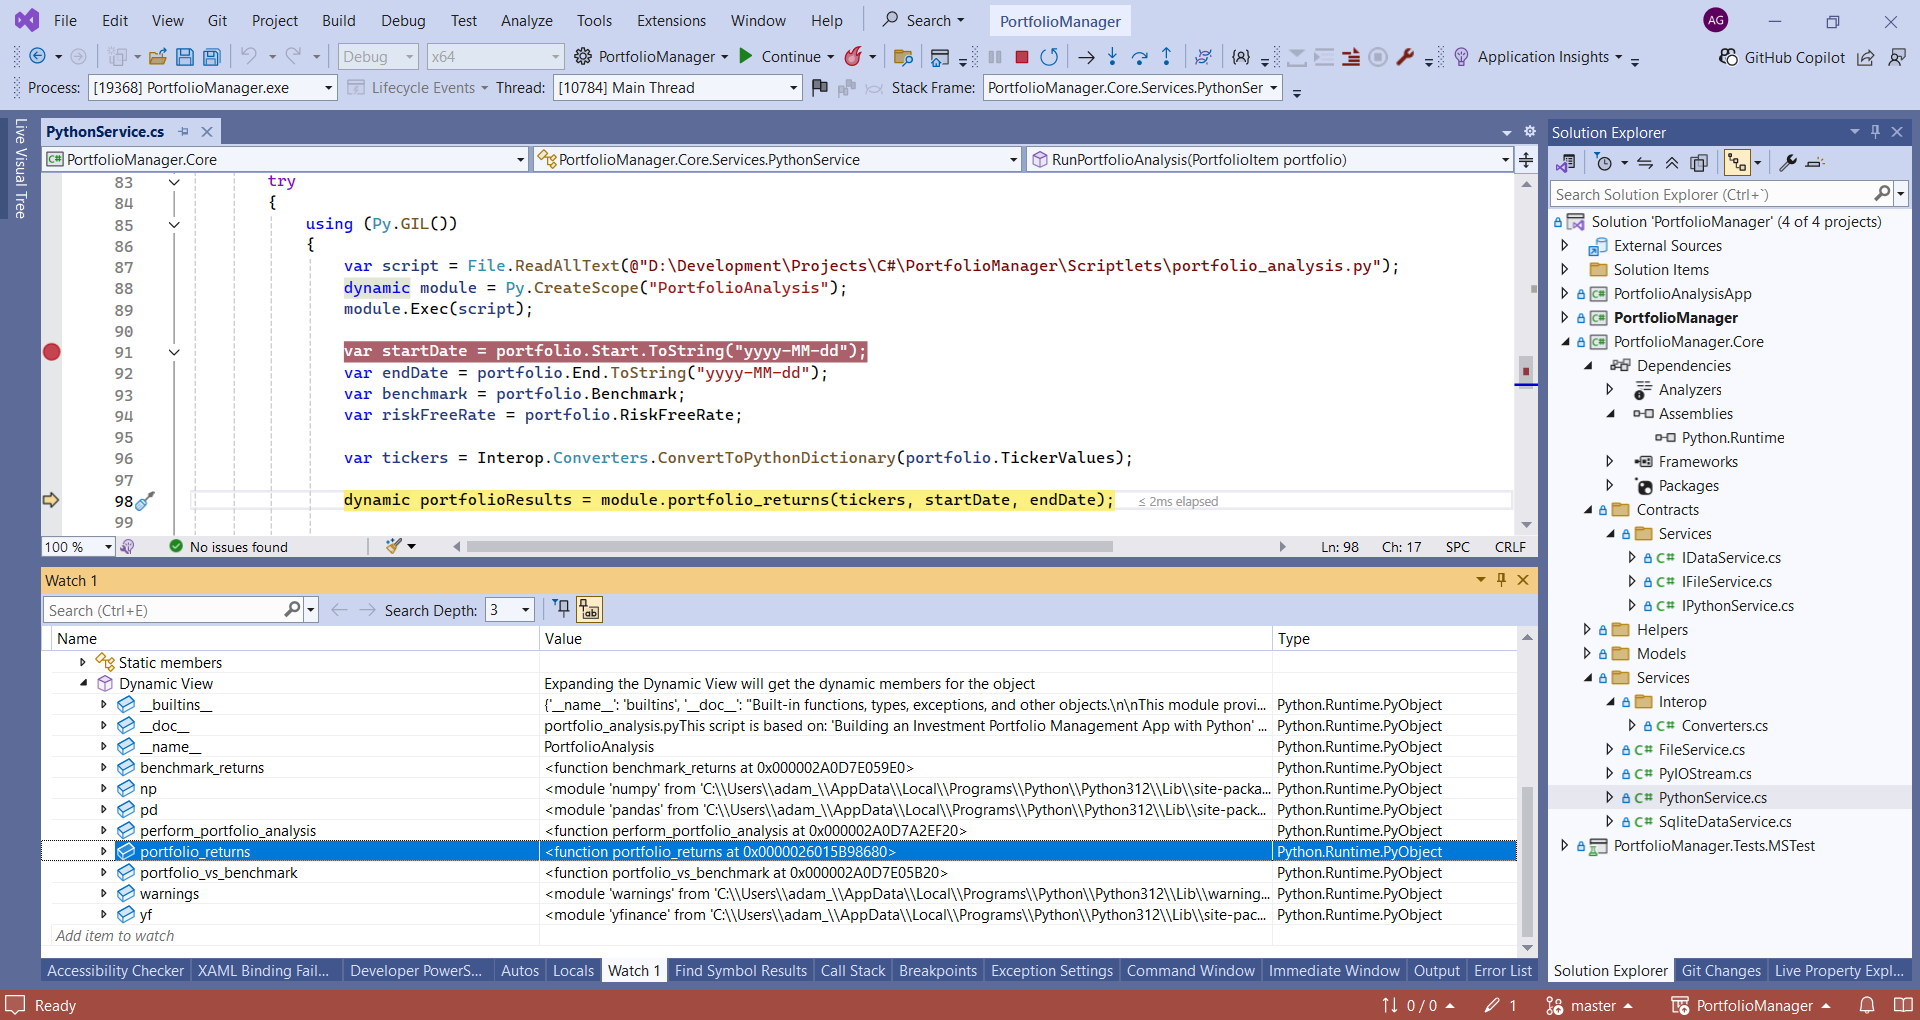 File Edit View Git Project Build Debug Test Analyze Tools Extensions Window Help Search PortfolioManager AG
Debug x64 PortfolioManager Continue Application Insights GitHub Copilot
Process: [19368] PortfolioManager.exe Lifecycle Events Thread: [10784] Main Thread Stack Frame: PortfolioManager.Core.Services.PythonSer
Live Visual Tree
PythonService.cs
PortfolioManager.Core PortfolioManager.Core.Services.PythonService RunPortfolioAnalysis(PortfolioItem portfolio)
83 try
84 {
85 using (Py.GIL())
86 {
87 var script = File.ReadAllText(@"D:\Development\Projects\C#\PortfolioManager\Scriptlets\portfolio_analysis.py");
88 dynamic module = Py.CreateScope("PortfolioAnalysis");
89 module.Exec(script);
90
91 var startDate = portfolio.Start.ToString("yyyy-MM-dd");
92 var endDate = portfolio.End.ToString("yyyy-MM-dd");
93 var benchmark = portfolio.Benchmark;
94 var riskFreeRate = portfolio.RiskFreeRate;
95
96 var tickers = Interop.Converters.ConvertToPythonDictionary(portfolio.TickerValues);
97
98 dynamic portfolioResults = module.portfolio_returns(tickers, startDate, endDate); ≤ 2ms elapsed
99
100 % No issues found Ln: 98 Ch: 17 SPC CRLF
Watch 1
Search (Ctrl+E) Search Depth: 3
Name Value Type
Static members
Dynamic View Expanding the Dynamic View will get the dynamic members for the object
__builtins__ {'__name__': 'builtins', '__doc__': "Built-in functions, types, exceptions, and other objects.\n\nThis module provi... Python.Runtime.PyObject
__doc__ portfolio_analysis.pyThis script is based on: 'Building an Investment Portfolio Management App with Python' ... Python.Runtime.PyObject
__name__ PortfolioAnalysis Python.Runtime.PyObject
benchmark_returns <function benchmark_returns at 0x000002A0D7E059E0> Python.Runtime.PyObject
np <module 'numpy' from 'C:\\Users\\adam_\\AppData\\Local\\Programs\\Python\\Python312\\Lib\\site-packa... Python.Runtime.PyObject
pd <module 'pandas' from 'C:\\Users\\adam_\\AppData\\Local\\Programs\\Python\\Python312\\Lib\\site-pack... Python.Runtime.PyObject
perform_portfolio_analysis <function perform_portfolio_analysis at 0x000002A0D7A2EF20> Python.Runtime.PyObject
portfolio_returns <function portfolio_returns at 0x0000026015B98680> Python.Runtime.PyObject
portfolio_vs_benchmark <function portfolio_vs_benchmark at 0x000002A0D7E05B20> Python.Runtime.PyObject
warnings <module 'warnings' from 'C:\\Users\\adam_\\AppData\\Local\\Programs\\Python\\Python312\\Lib\\warning... Python.Runtime.PyObject
yf <module 'yfinance' from 'C:\\Users\\adam_\\AppData\\Local\\Programs\\Python\\Python312\\Lib\\site-pac... Python.Runtime.PyObject
Add item to watch
Accessibility Checker XAML Binding Fail... Developer PowerS... Autos Locals Watch 1 Find Symbol Results Call Stack Breakpoints Exception Settings Command Window Immediate Window Output Error List
Solution Explorer
Search Solution Explorer (Ctrl+`)
Solution 'PortfolioManager' (4 of 4 projects)
External Sources
Solution Items
C# PortfolioAnalysisApp
C# PortfolioManager
C# PortfolioManager.Core
Dependencies
Analyzers
Assemblies
Python.Runtime
Frameworks
Packages
Contracts
Services
C# IDataService.cs
C# IFileService.cs
C# IPythonService.cs
Helpers
Models
Services
Interop
C# Converters.cs
C# FileService.cs
C# PyIOStream.cs
C# PythonService.cs
C# SqliteDataService.cs
PortfolioManager.Tests.MSTest
Solution Explorer Git Changes Live Property Expl...
Ready 0 / 0 1 master PortfolioManager